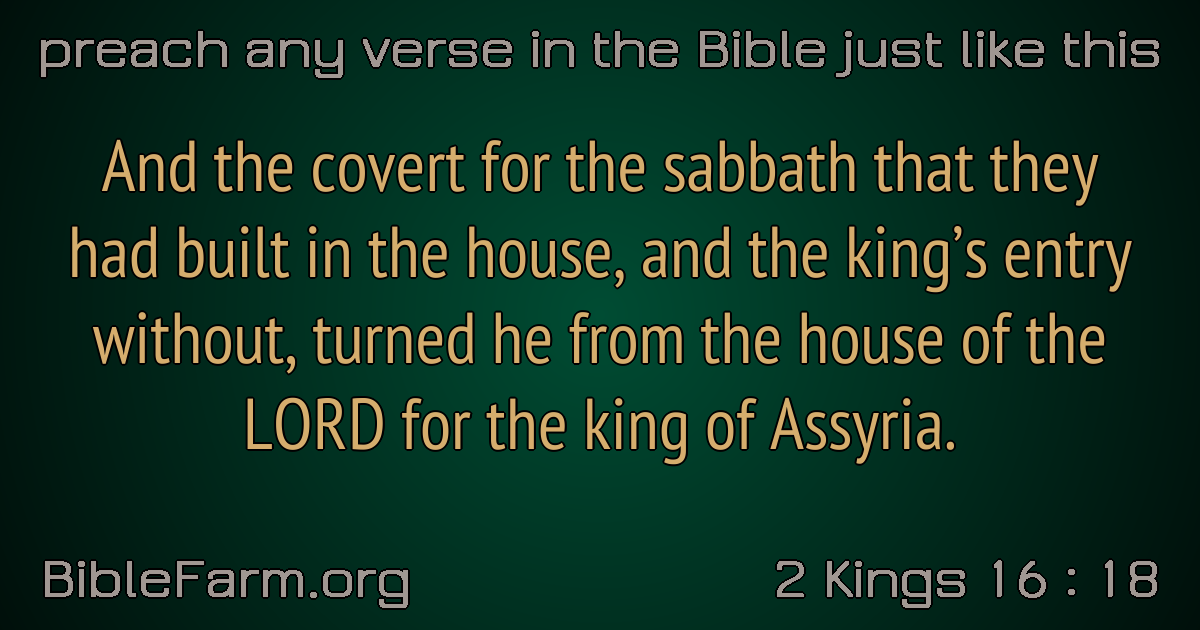 preach any verse in the Bible just like this
And the covert for the sabbath that they
had built in the house, and the king’s entry
without, turned he from the house of the
LORD for the king of Assyria.
BibleFarm.org
2 Kings 16 : 18